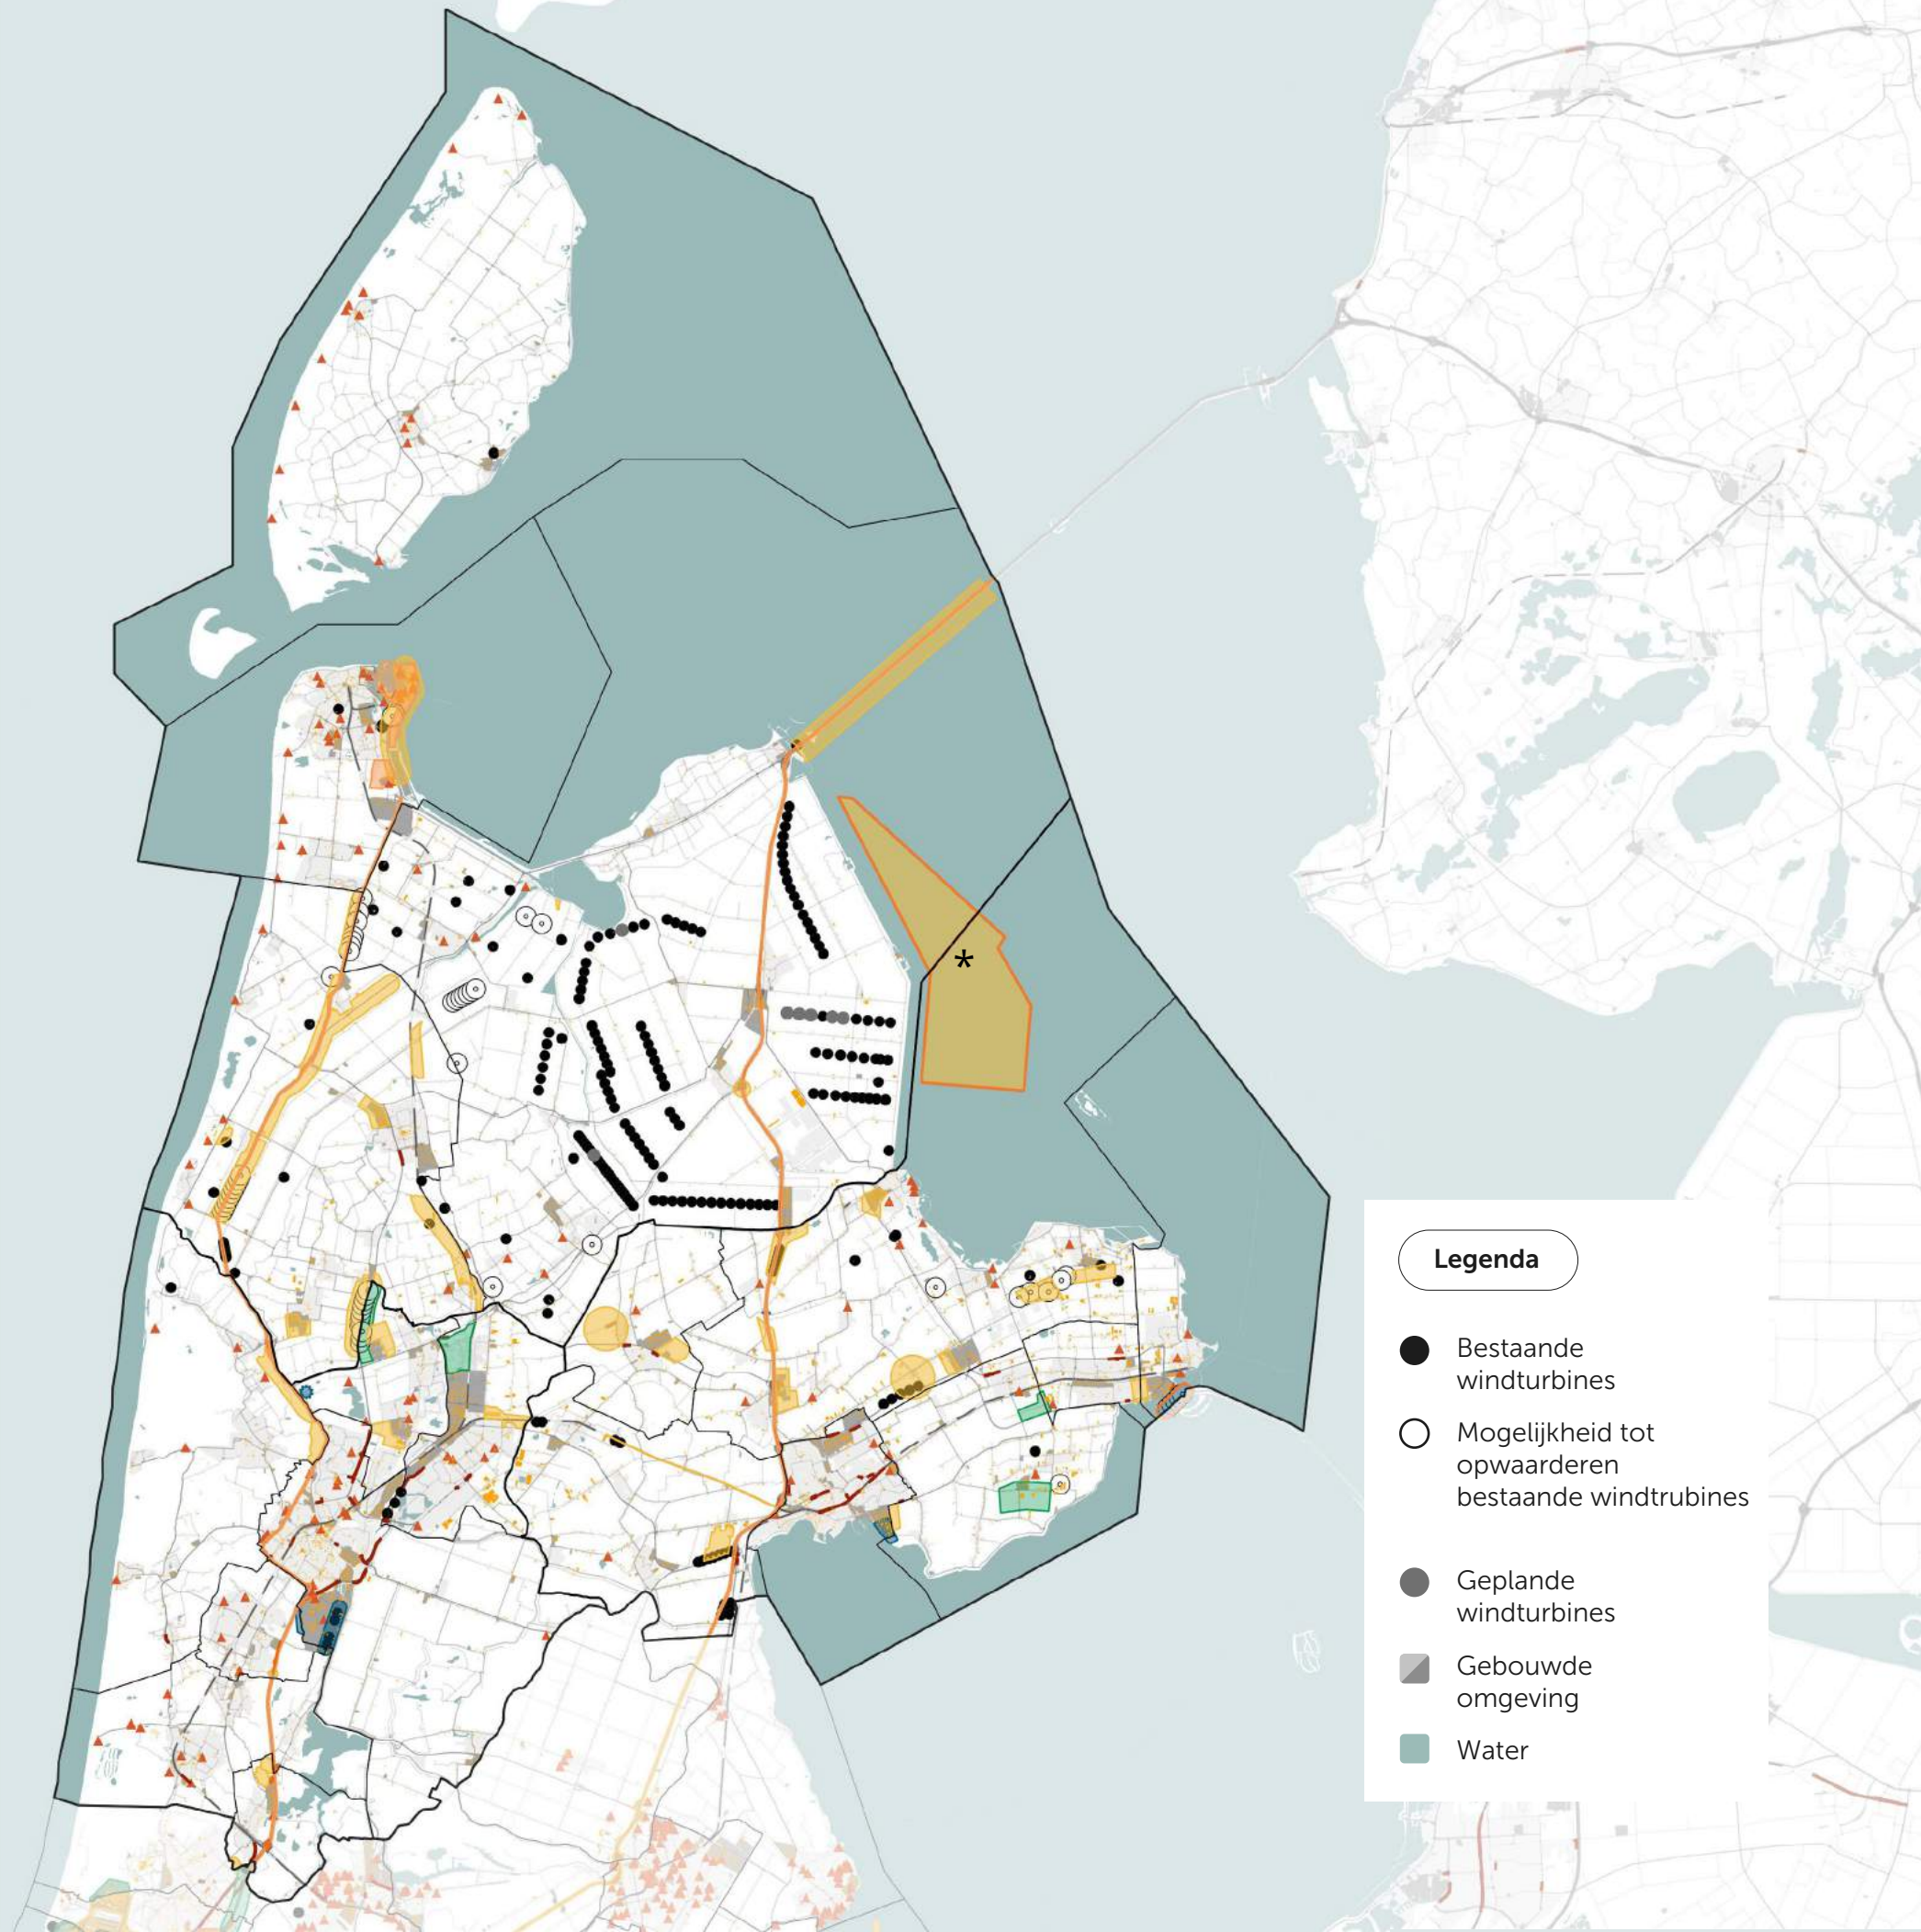 *
Legenda
Bestaande
windturbines
Mogelijkheid tot
opwaarderen
bestaande windtrubines
Geplande
windturbines
Gebouwde
omgeving
Water